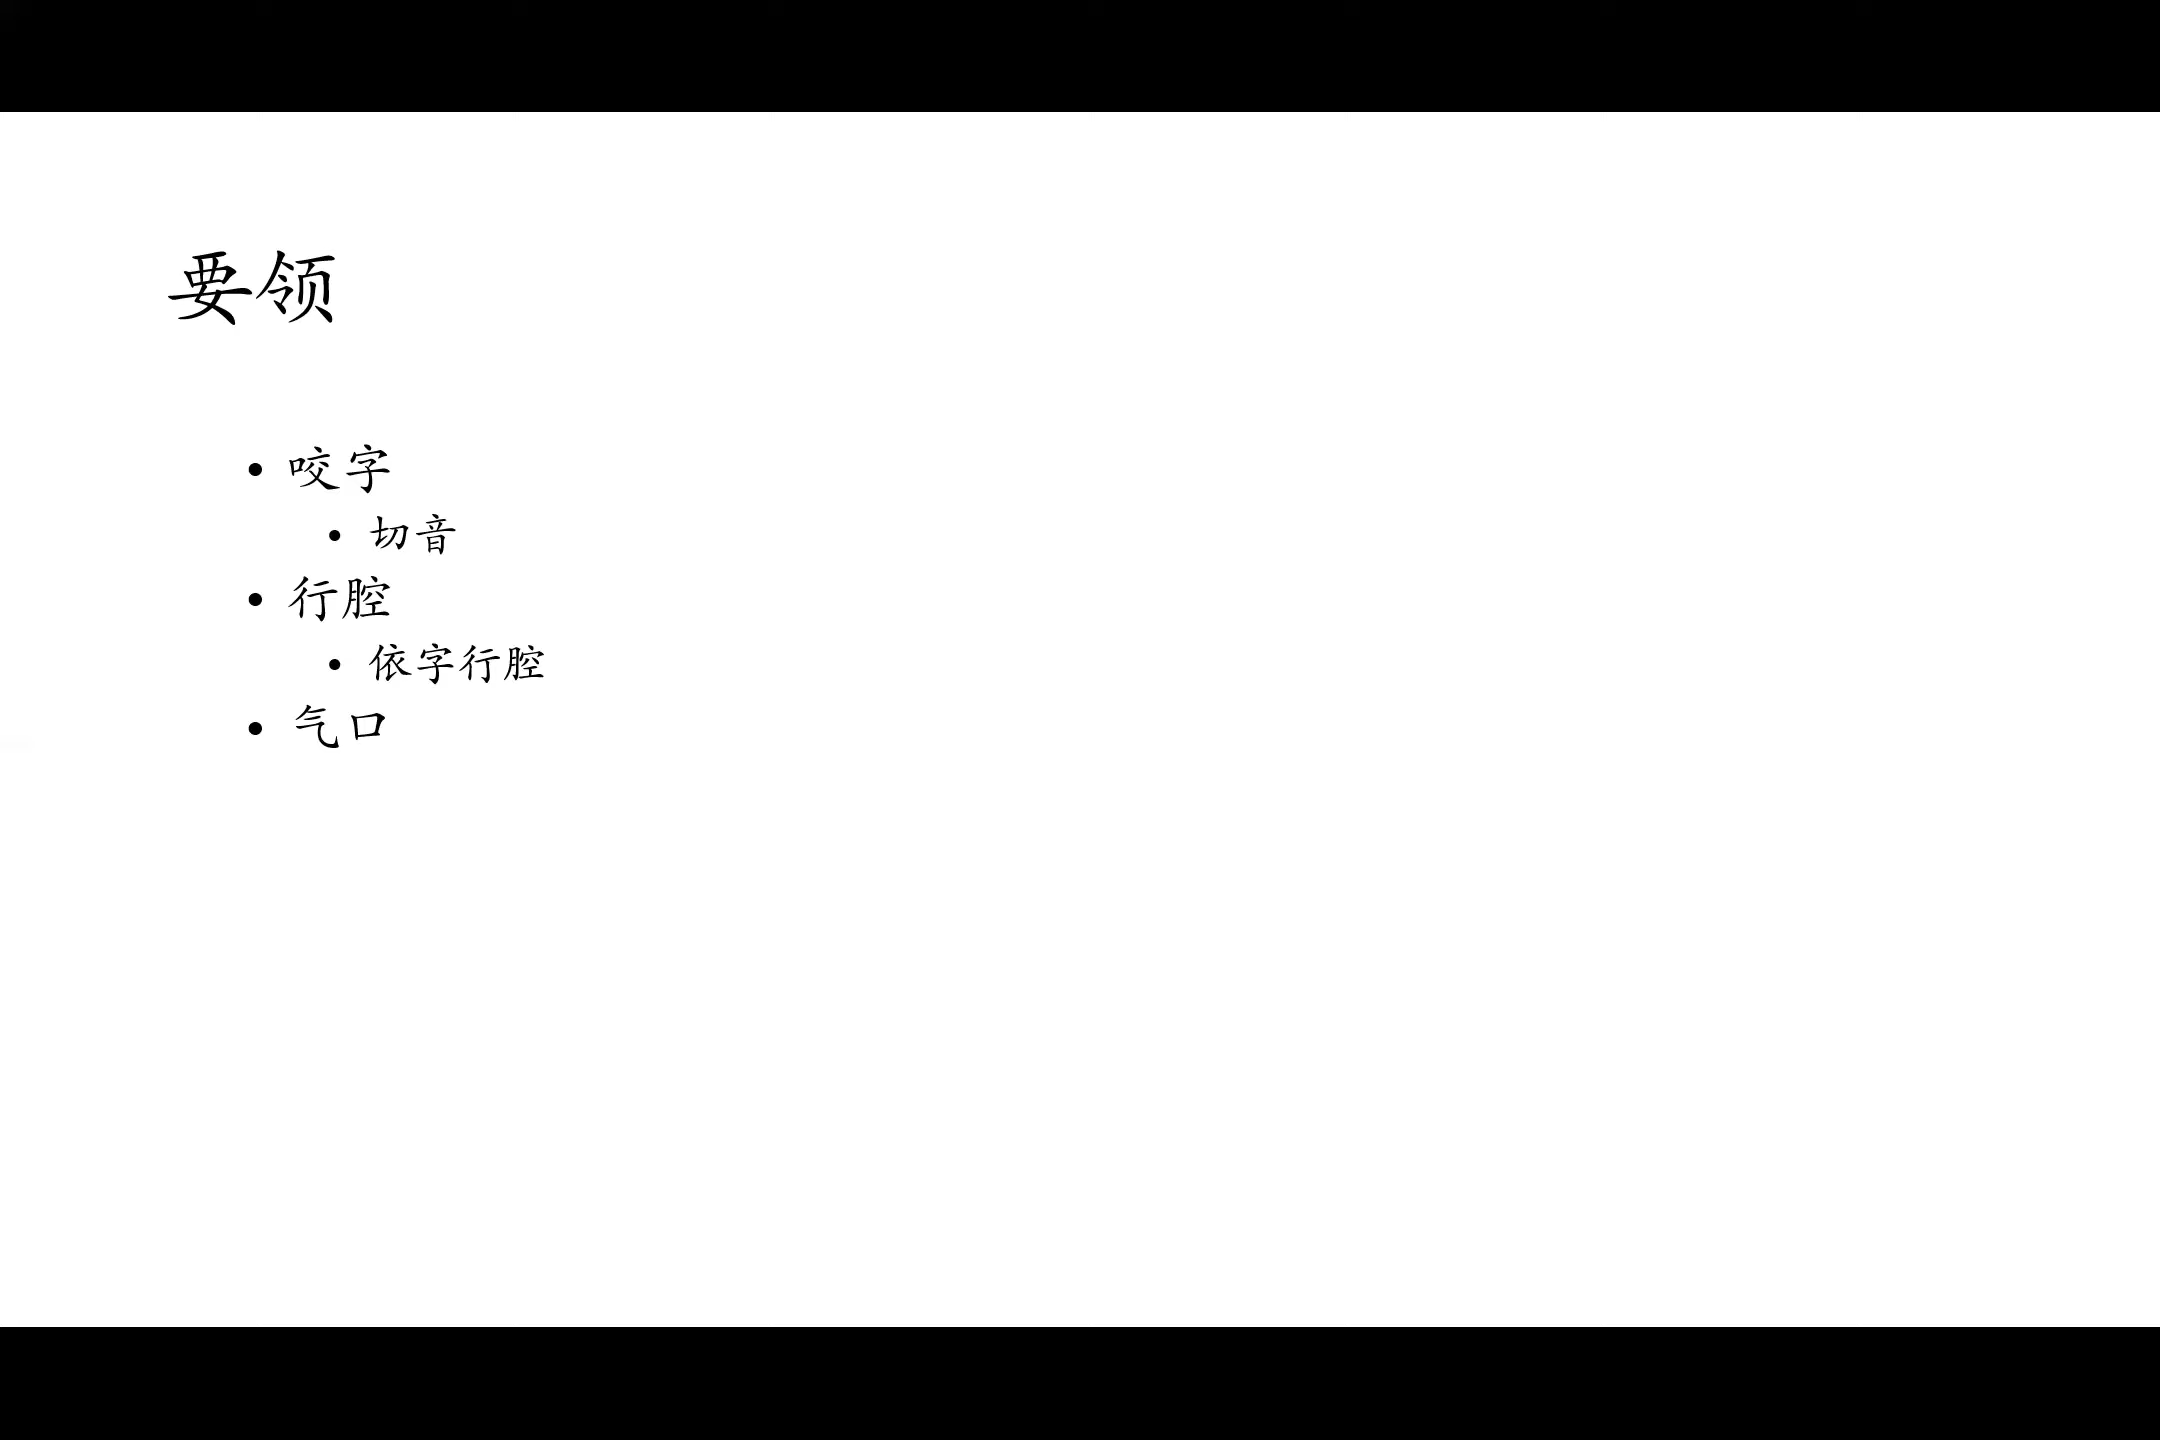 要领
• 咬字
• 切音
• 行腔
• 依字行腔
• 气口